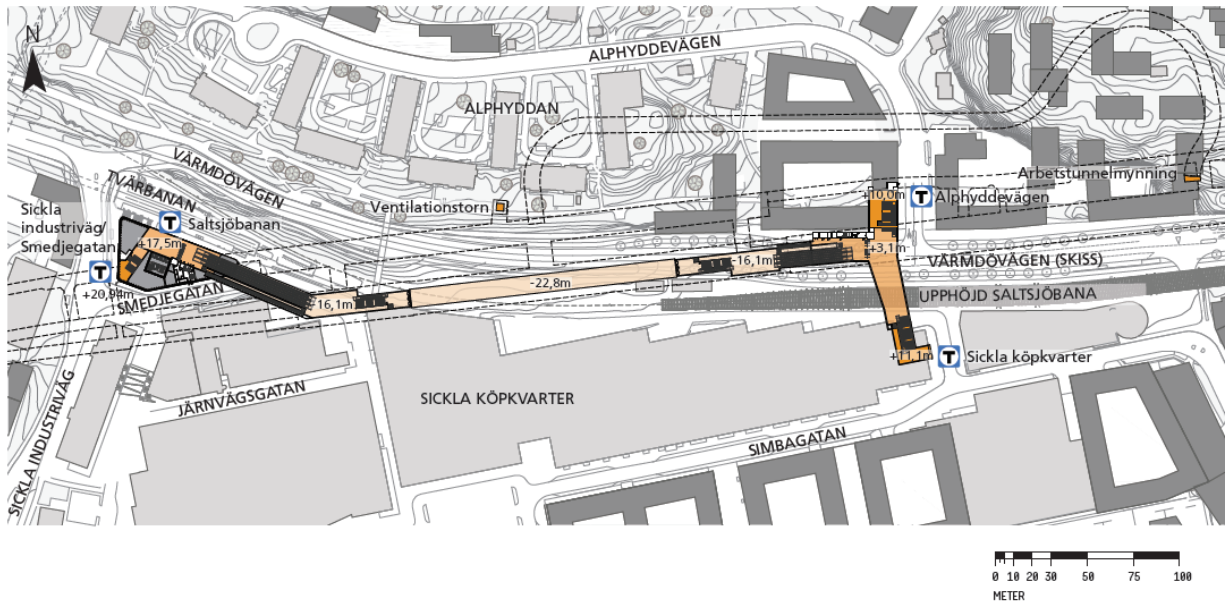 N
ALPHYDDEVÄGEN
ALPHYDDAN
VÄRMDÖVÄGEN
TVÄRBANAN
Arbetstunnelmynning
Sickla
industriväg/
Smedjegatan
T
Saltsjöbanan
Ventilationstorn
+10,0m
T
Alphyddevägen
+17,5m
+3,1m
-16,1m
VÄRMDÖVÄGEN (SKISS)
T
+20,94m
SMEDJEGATAN
16,1m
-22,8m
UPPHÖJD SALTSJÖBANA
+11,1m
T
Sickla köpkvarter
SICKLA INDUSTRIVÄG
JÄRNVÄGSGATAN
SICKLA KÖPKVARTER
SIMBAGATAN
0 10 20 30 50 75 100
METER